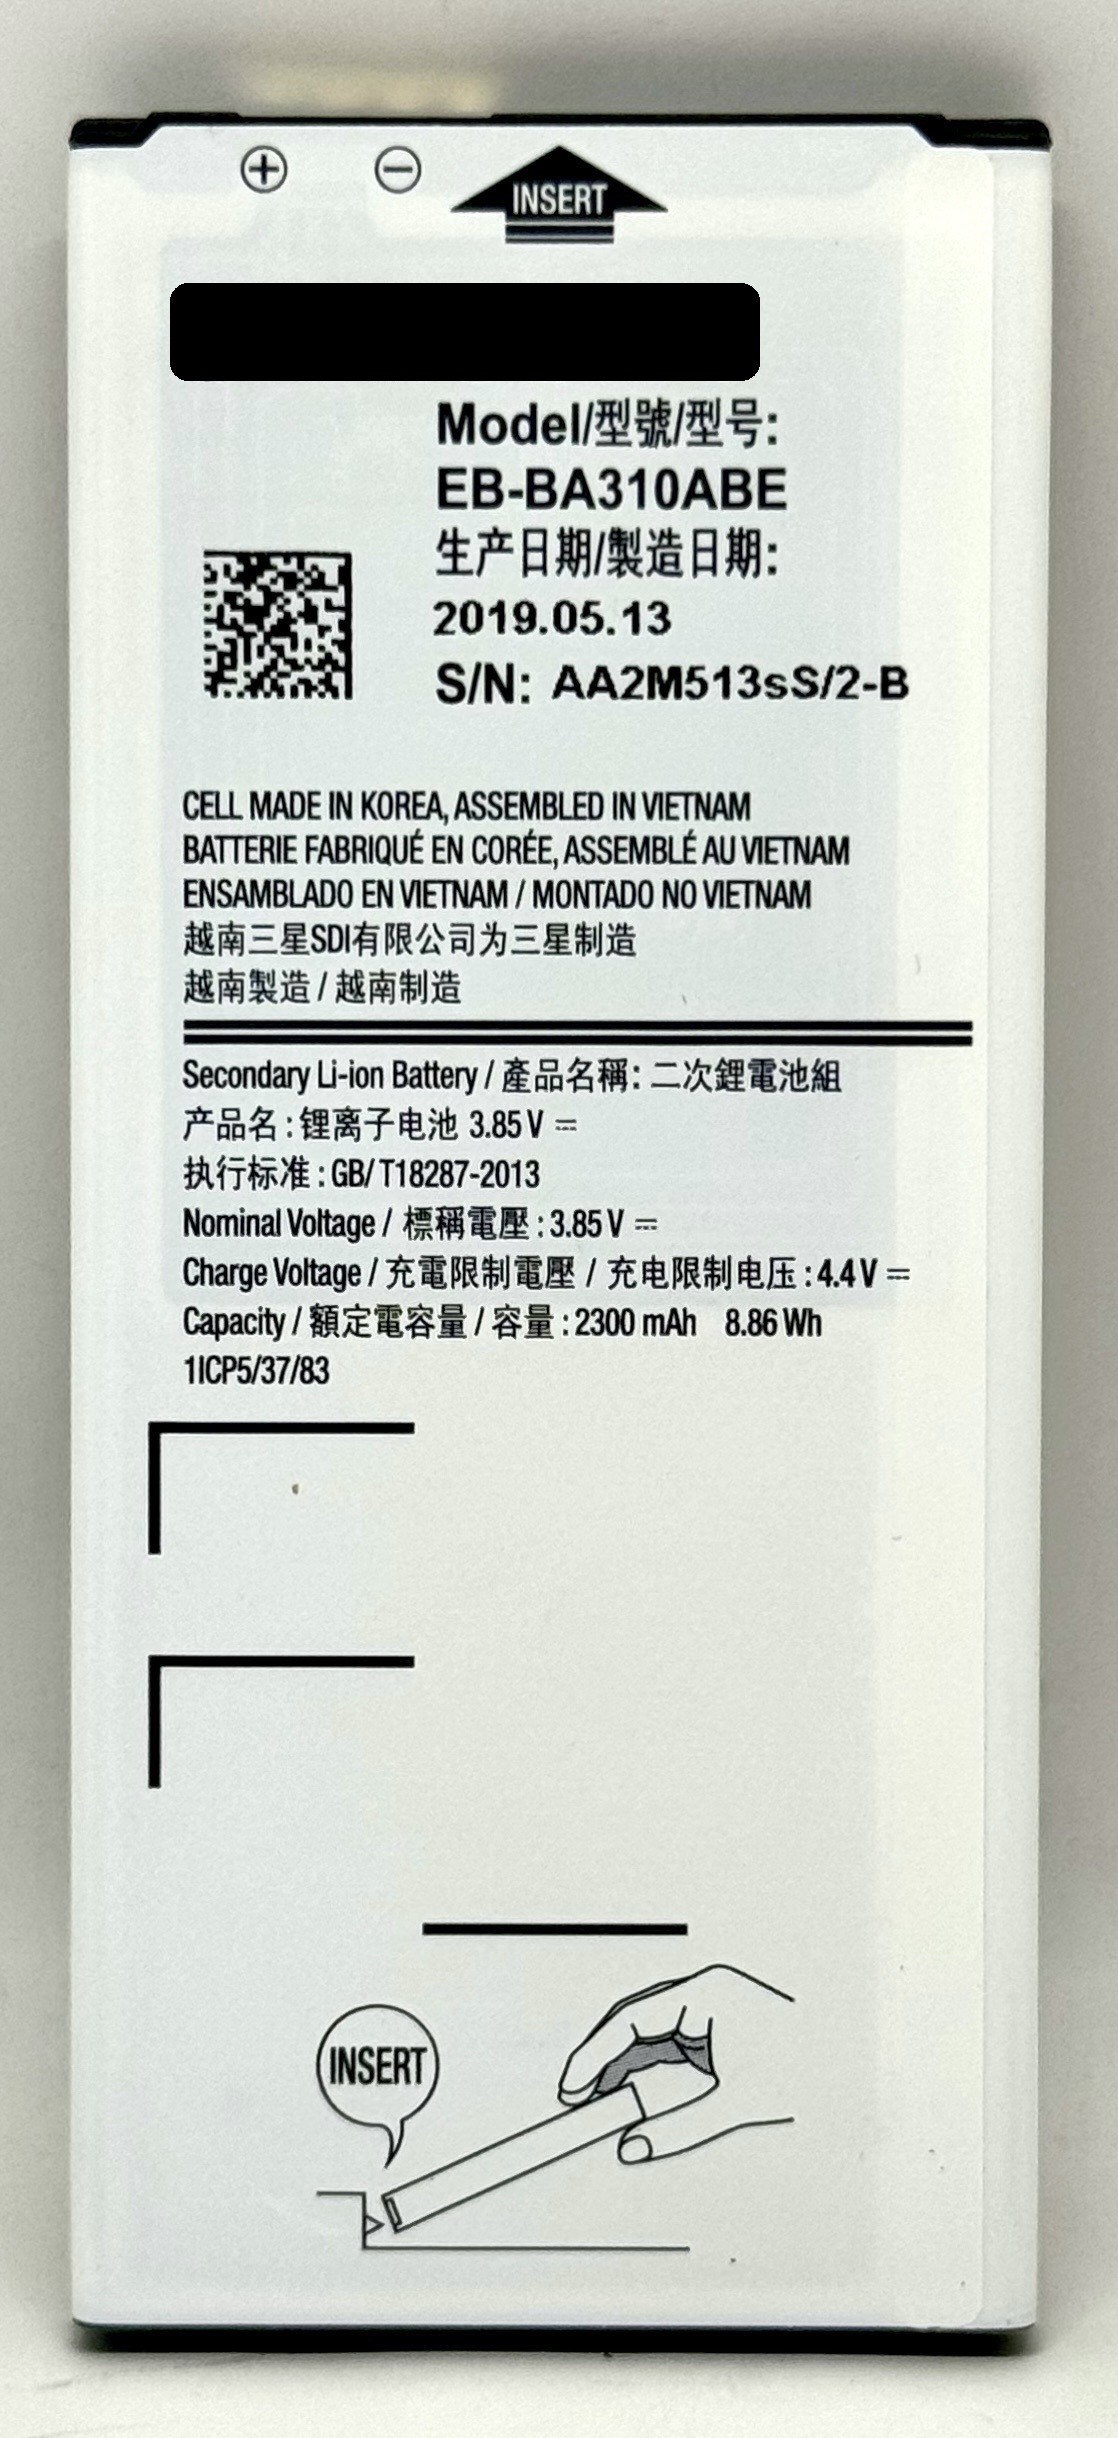 INSERT
Model/型號/型号:
EB-BA310ABE
生产日期/製造日期:
2019.05.13
S/N: AA2M513sS/2-B
CELL MADE IN KOREA, ASSEMBLED IN VIETNAM
BATTERIE FABRIQUÉ EN CORÉE, ASSEMBLÉ AU VIETNAM
ENSAMBLADO EN VIETNAM / MONTADO NO VIETNAM
越南三星SDI有限公司为三星制造
越南製造 / 越南制造
Secondary Li-ion Battery / 產品名稱: 二次鋰電池組
产品名:锂离子电池 3.85 V ⎓
执行标准:GB/T18287-2013
Nominal Voltage / 標稱電壓:3.85 V ⎓
Charge Voltage / 充電限制電壓 / 充电限制电压:4.4 V ⎓
Capacity / 額定電容量 / 容量:2300 mAh 8.86 Wh
1ICP5/37/83
INSERT